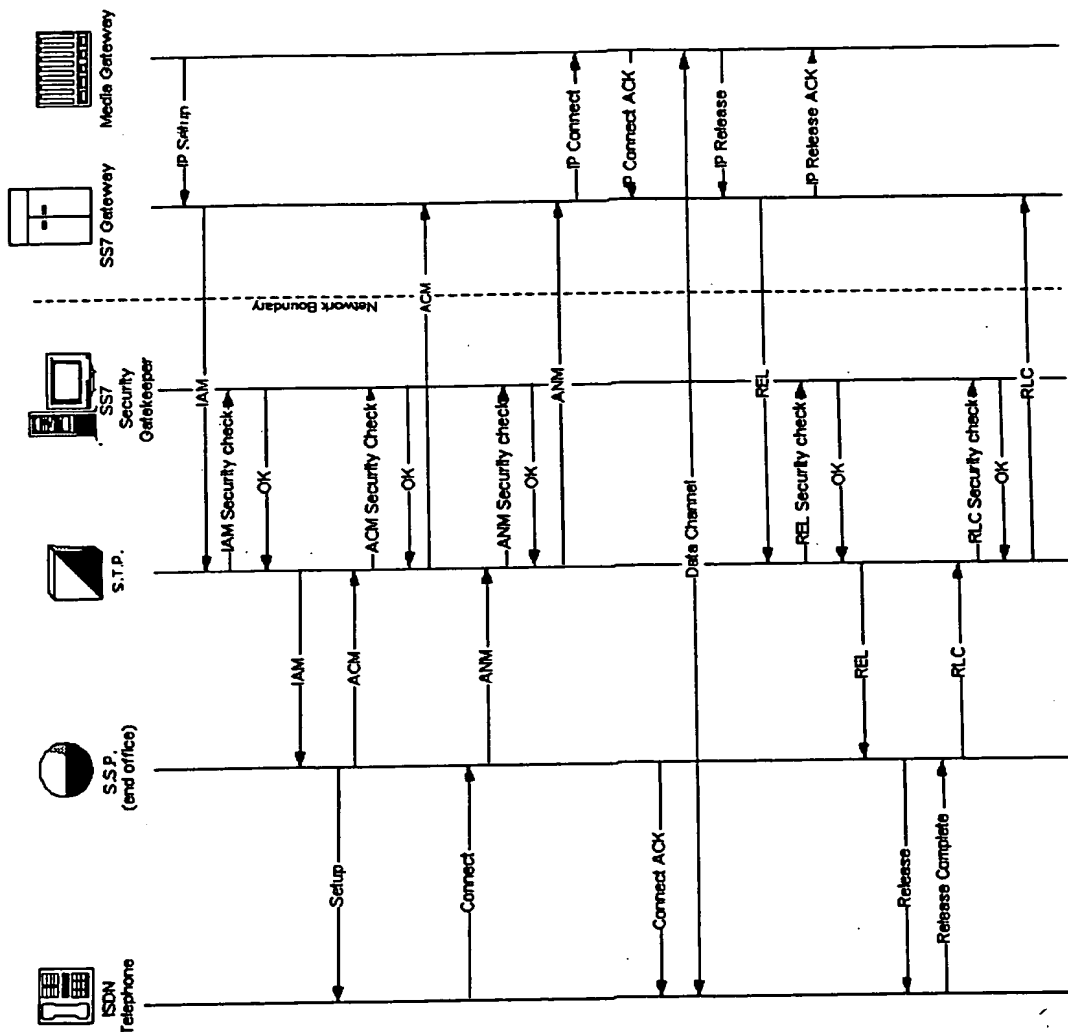 ISDN
Telephone
S.S.P.
(end office)
S.T.P.
SS7
Security
Gatekeeper
SS7 Gateway
Media Gateway
IP Setup
IAM
IAM Security check
OK
IAM
Network Boundary
Setup
ACM
ACM Security Check
OK
ACM
Connect
ANM
ANM Security check
OK
ANM
IP Connect
IP Connect ACK
Connect ACK
Data Channel
IP Release
REL
REL Security check
IP Release ACK
OK
REL
Release
Release Complete
RLC
RLC Security check
OK
RLC